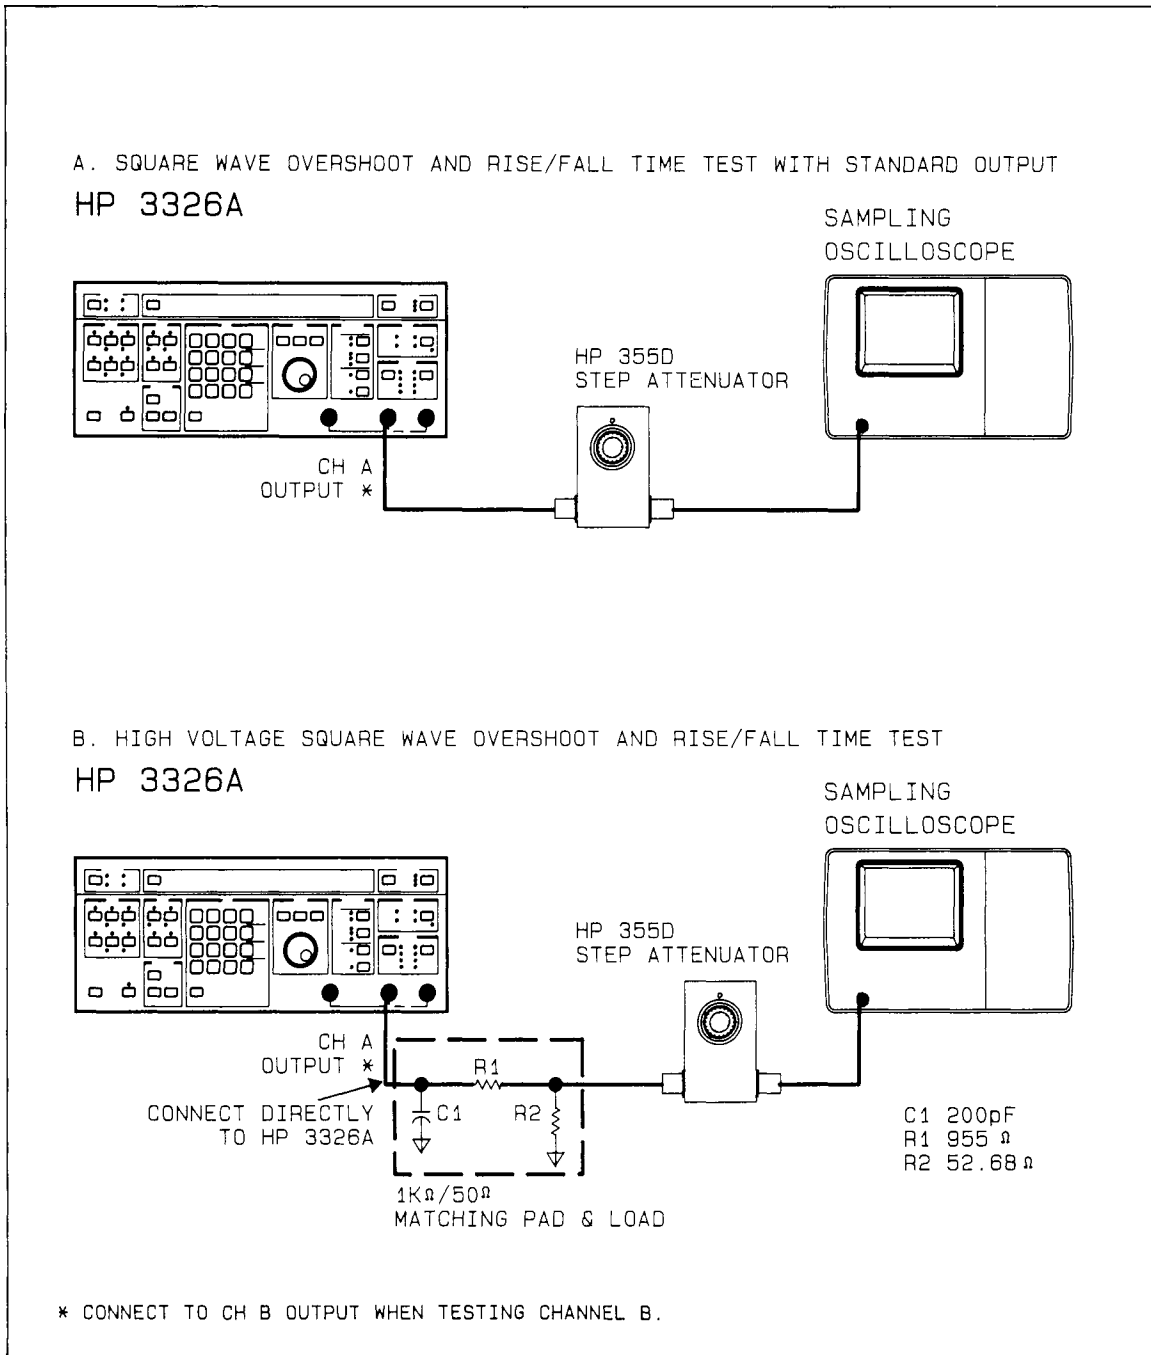 A. SQUARE WAVE OVERSHOOT AND RISE/FALL TIME TEST WITH STANDARD OUTPUT
HP 3326A
SAMPLING
OSCILLOSCOPE
HP 355D
STEP ATTENUATOR
CH A
OUTPUT *
B. HIGH VOLTAGE SQUARE WAVE OVERSHOOT AND RISE/FALL TIME TEST
HP 3326A
SAMPLING
OSCILLOSCOPE
HP 355D
STEP ATTENUATOR
CH A
OUTPUT *
R1
CONNECT DIRECTLY
TO HP 3326A
C1
R2
C1 200pF
R1 955 Ω
R2 52.68Ω
1KΩ/50Ω
MATCHING PAD & LOAD
* CONNECT TO CH B OUTPUT WHEN TESTING CHANNEL B.